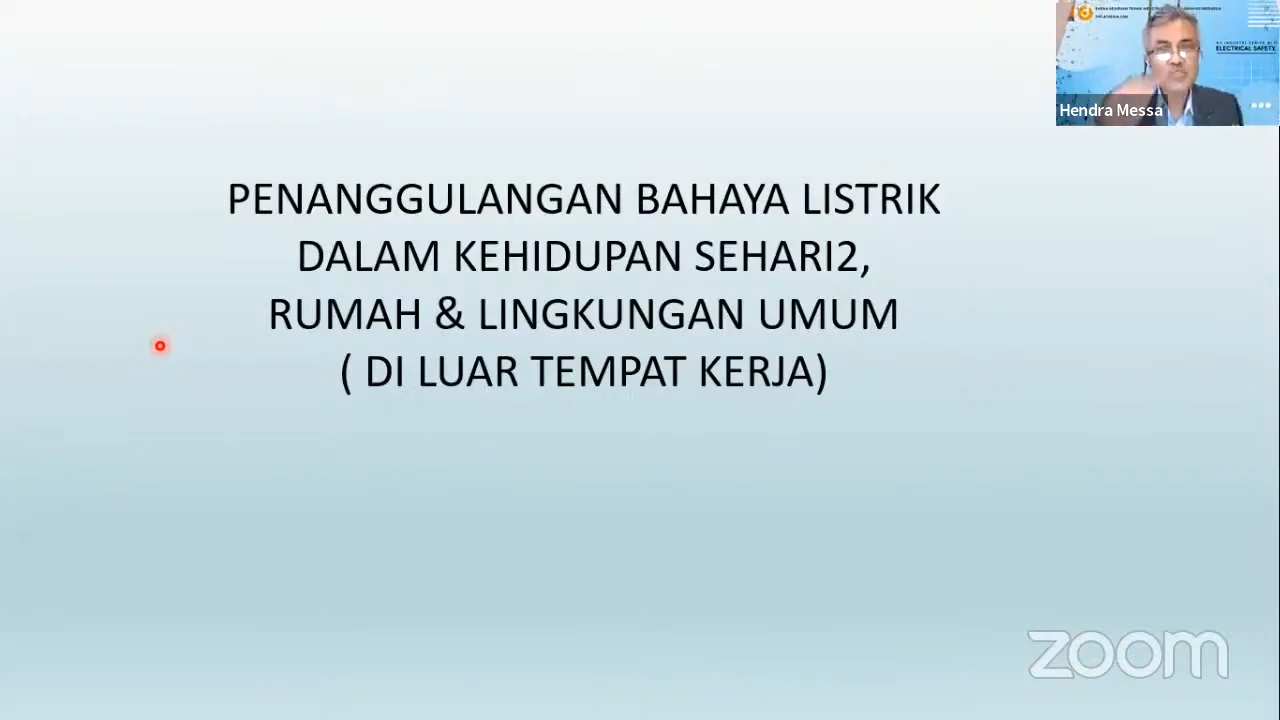 PENANGGULANGAN BAHAYA LISTRIK
DALAM KEHIDUPAN SEHARI2,
RUMAH & LINGKUNGAN UMUM
( DI LUAR TEMPAT KERJA)
ELECTRICAL SAFETY
Hendra Messa
zoom